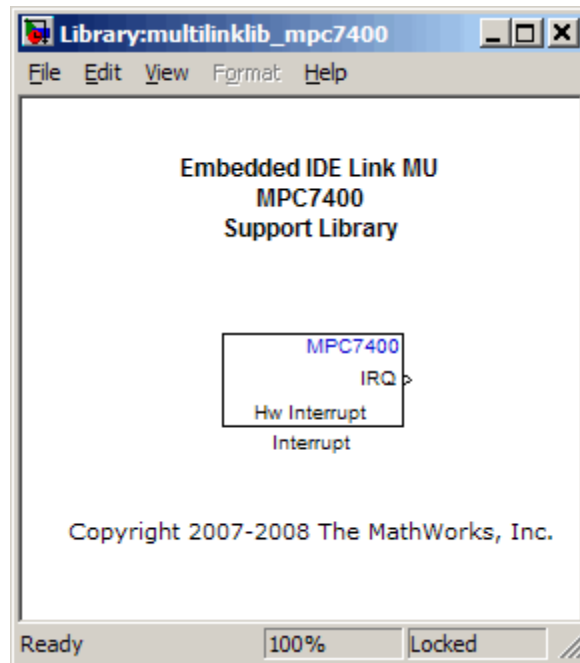 Library:multilinklib_mpc7400
File Edit View Format Help
Embedded IDE Link MU
MPC7400
Support Library
MPC7400
IRQ
Hw Interrupt
Interrupt
Copyright 2007-2008 The MathWorks, Inc.
Ready 100% Locked